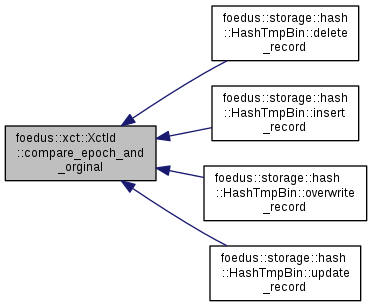 foedus::storage::hash
::HashTmpBin::delete
_record
foedus::storage::hash
::HashTmpBin::insert
_record
foedus::xct::XctId
::compare_epoch_and
_orginal
foedus::storage::hash
::HashTmpBin::overwrite
_record
foedus::storage::hash
::HashTmpBin::update
_record